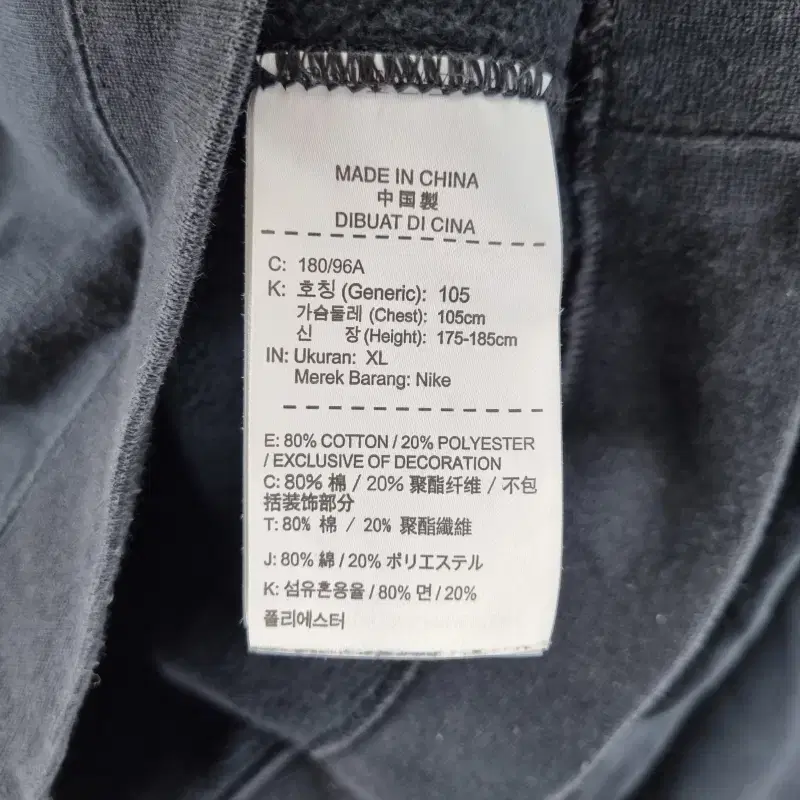 MADE IN CHINA
中国製
DIBUAT DI CINA
C: 180/96A
K: 호칭 (Generic): 105
가슴둘레 (Chest): 105cm
신 장 (Height): 175-185cm
IN: Ukuran: XL
Merek Barang: Nike
E: 80% COTTON / 20% POLYESTER
/ EXCLUSIVE OF DECORATION
C: 80% 棉 / 20% 聚酯纤维 / 不包
括装饰部分
T: 80% 棉 / 20% 聚酯纖維
J: 80% 綿 / 20% ポリエステル
K: 섬유혼용율 / 80% 면 / 20%
폴리에스터